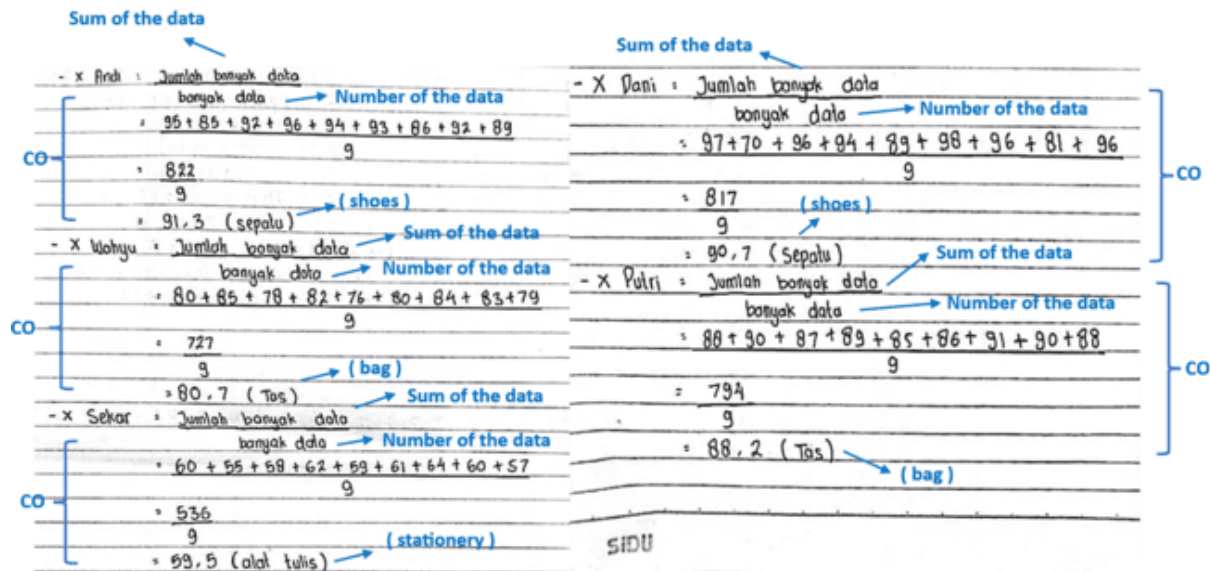 Sum of the data
- x Andi : Jumlah banyak data
banyak data Number of the data
= 95 + 85 + 92 + 96 + 94 + 93 + 86 + 92 + 89
9
CO
= 822
9
= 91,3 (sepatu) (shoes)
- x Wahyu = Jumlah banyak data Sum of the data
banyak data Number of the data
= 80 + 85 + 78 + 82 + 76 + 80 + 84 + 83 + 79
9
CO
= 727
9
= 80,7 (Tas) (bag)
- x Sekar = Jumlah banyak data Sum of the data
banyak data Number of the data
= 60 + 55 + 58 + 62 + 59 + 61 + 64 + 60 + 57
9
CO
= 536
9
= 59,5 (alat tulis) (stationery)
Sum of the data
- X Dani = Jumlah banyak data
banyak data Number of the data
= 97 + 70 + 96 + 94 + 89 + 98 + 96 + 81 + 96
9
CO
= 817
9
= 90,7 (Sepatu) (shoes)
- X Putri = Jumlah banyak data Sum of the data
banyak data Number of the data
= 88 + 90 + 87 + 89 + 85 + 86 + 91 + 90 + 88
9
CO
= 794
9
= 88,2 (Tas) (bag)
SIDU